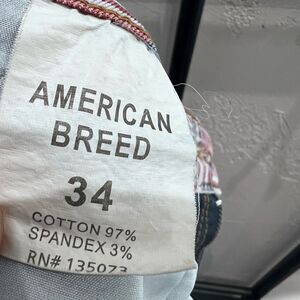 AMERICAN
BREED
34
COTTON 97%
SPANDEX 3%
RN# 135073